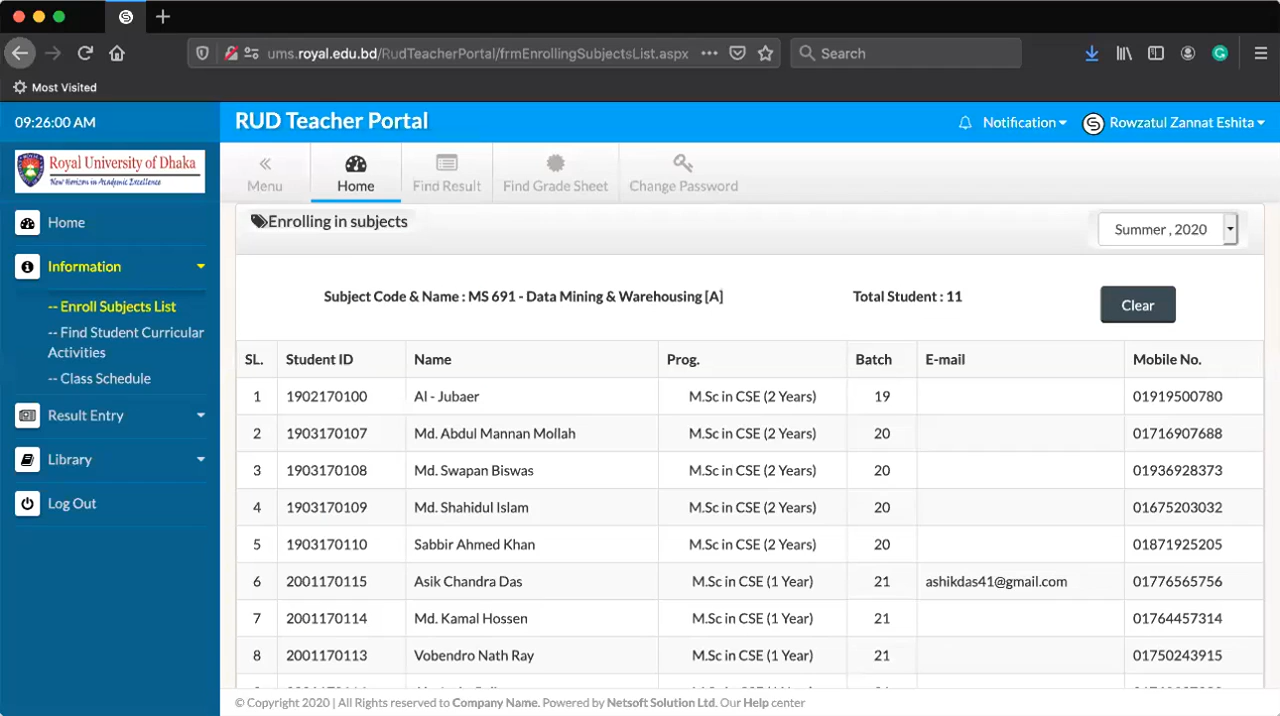 ums.royal.edu.bd/RudTeacherPortal/frmEnrollingSubjectsList.aspx
Search
Most Visited
09:26:00 AM
RUD Teacher Portal
Notification
Rowzatul Zannat Eshita
Royal University of Dhaka
New Horizon in Academic Excellence
Menu
Home
Find Result
Find Grade Sheet
Change Password
Home
Information
-- Enroll Subjects List
-- Find Student Curricular
Activities
-- Class Schedule
Result Entry
Library
Log Out
Enrolling in subjects
Summer , 2020
Subject Code & Name : MS 691 - Data Mining & Warehousing [A]
Total Student : 11
Clear
SL. Student ID Name Prog. Batch E-mail Mobile No.
1 1902170100 Al - Jubaer M.Sc in CSE (2 Years) 19 01919500780
2 1903170107 Md. Abdul Mannan Mollah M.Sc in CSE (2 Years) 20 01716907688
3 1903170108 Md. Swapan Biswas M.Sc in CSE (2 Years) 20 01936928373
4 1903170109 Md. Shahidul Islam M.Sc in CSE (2 Years) 20 01675203032
5 1903170110 Sabbir Ahmed Khan M.Sc in CSE (2 Years) 20 01871925205
6 2001170115 Asik Chandra Das M.Sc in CSE (1 Year) 21 ashikdas41@gmail.com 01776565756
7 2001170114 Md. Kamal Hossen M.Sc in CSE (1 Year) 21 01764457314
8 2001170113 Vobendro Nath Ray M.Sc in CSE (1 Year) 21 01750243915
© Copyright 2020 | All Rights reserved to Company Name. Powered by Netsoft Solution Ltd. Our Help center